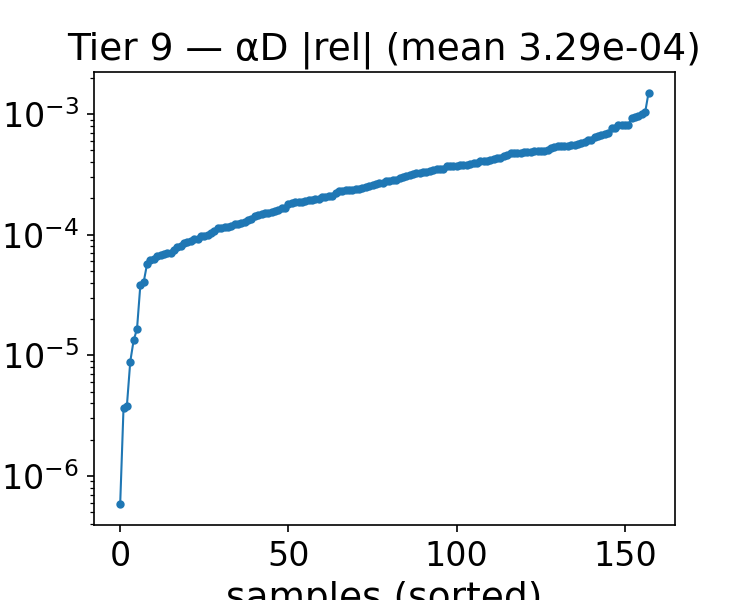 Tier 9 — αD |rel| (mean 3.29e-04)
10⁻³
10⁻⁴
10⁻⁵
10⁻⁶
0 50 100 150
samples (sorted)